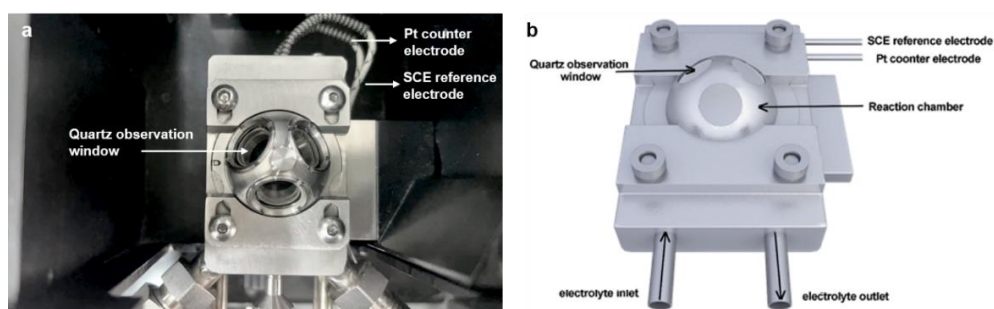 a
Pt counter
electrode
SCE reference
electrode
Quartz observation
window
b
SCE reference electrode
Pt counter electrode
Quartz observation
window
Reaction chamber
electrolyte inlet
electrolyte outlet